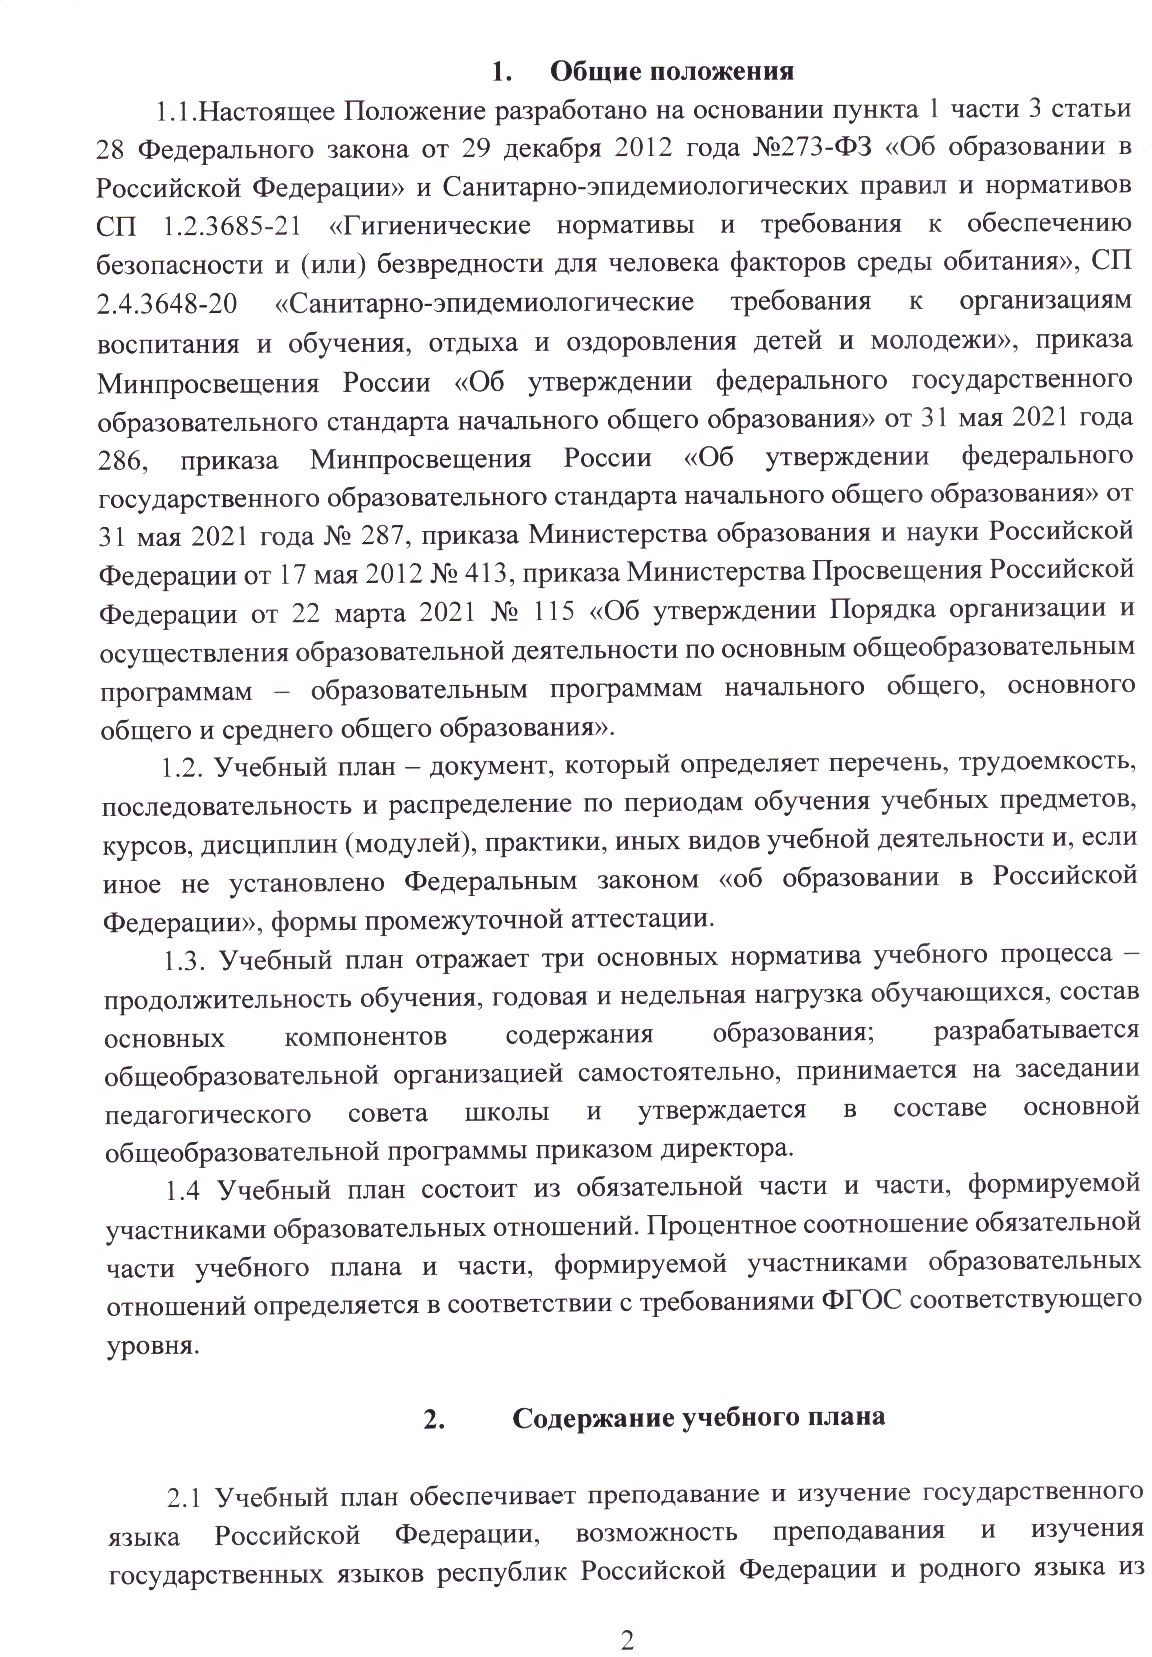 1. Общие положения
1.1.Настоящее Положение разработано на основании пункта 1 части 3 статьи
28 Федерального закона от 29 декабря 2012 года №273-ФЗ «Об образовании в
Российской Федерации» и Санитарно-эпидемиологических правил и нормативов
СП 1.2.3685-21 «Гигиенические нормативы и требования к обеспечению
безопасности и (или) безвредности для человека факторов среды обитания», СП
2.4.3648-20 «Санитарно-эпидемиологические требования к организациям
воспитания и обучения, отдыха и оздоровления детей и молодежи», приказа
Минпросвещения России «Об утверждении федерального государственного
образовательного стандарта начального общего образования» от 31 мая 2021 года
286, приказа Минпросвещения России «Об утверждении федерального
государственного образовательного стандарта начального общего образования» от
31 мая 2021 года № 287, приказа Министерства образования и науки Российской
Федерации от 17 мая 2012 № 413, приказа Министерства Просвещения Российской
Федерации от 22 марта 2021 № 115 «Об утверждении Порядка организации и
осуществления образовательной деятельности по основным общеобразовательным
программам – образовательным программам начального общего, основного
общего и среднего общего образования».
1.2. Учебный план – документ, который определяет перечень, трудоемкость,
последовательность и распределение по периодам обучения учебных предметов,
курсов, дисциплин (модулей), практики, иных видов учебной деятельности и, если
иное не установлено Федеральным законом «об образовании в Российской
Федерации», формы промежуточной аттестации.
1.3. Учебный план отражает три основных норматива учебного процесса –
продолжительность обучения, годовая и недельная нагрузка обучающихся, состав
основных компонентов содержания образования; разрабатывается
общеобразовательной организацией самостоятельно, принимается на заседании
педагогического совета школы и утверждается в составе основной
общеобразовательной программы приказом директора.
1.4 Учебный план состоит из обязательной части и части, формируемой
участниками образовательных отношений. Процентное соотношение обязательной
части учебного плана и части, формируемой участниками образовательных
отношений определяется в соответствии с требованиями ФГОС соответствующего
уровня.
2. Содержание учебного плана
2.1 Учебный план обеспечивает преподавание и изучение государственного
языка Российской Федерации, возможность преподавания и изучения
государственных языков республик Российской Федерации и родного языка из
2